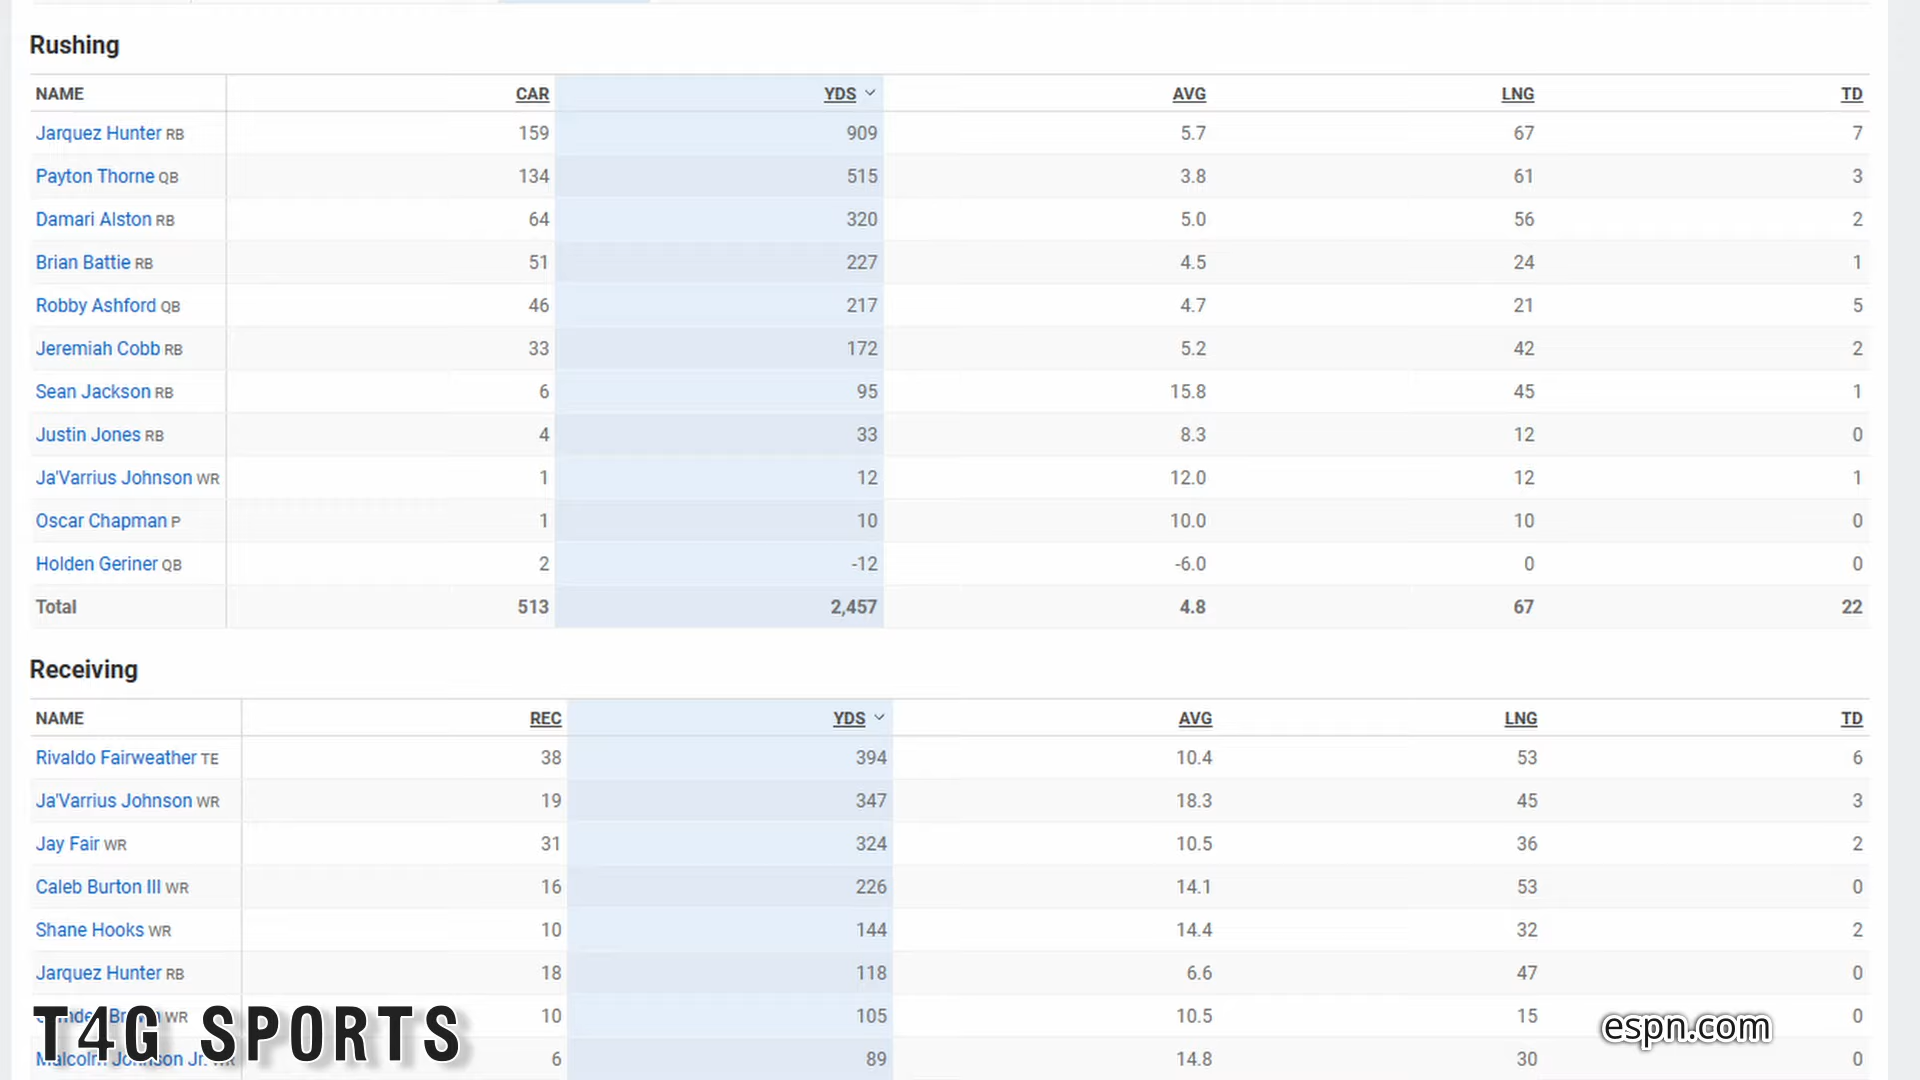 Rushing
NAME CAR YDS AVG LNG TD
Jarquez Hunter RB 159 909 5.7 67 7
Payton Thorne QB 134 515 3.8 61 3
Damari Alston RB 64 320 5.0 56 2
Brian Battie RB 51 227 4.5 24 1
Robby Ashford QB 46 217 4.7 21 5
Jeremiah Cobb RB 33 172 5.2 42 2
Sean Jackson RB 6 95 15.8 45 1
Justin Jones RB 4 33 8.3 12 0
Ja'Varrius Johnson WR 1 12 12.0 12 1
Oscar Chapman P 1 10 10.0 10 0
Holden Geriner QB 2 -12 -6.0 0 0
Total 513 2,457 4.8 67 22
Receiving
NAME REC YDS AVG LNG TD
Rivaldo Fairweather TE 38 394 10.4 53 6
Ja'Varrius Johnson WR 19 347 18.3 45 3
Jay Fair WR 31 324 10.5 36 2
Caleb Burton III WR 16 226 14.1 53 0
Shane Hooks WR 10 144 14.4 32 2
Jarquez Hunter RB 18 118 6.6 47 0
WR 10 105 10.5 15 0
Malcolm Johnson Jr. WR 6 89 14.8 30 0
T4G SPORTS
espn.com